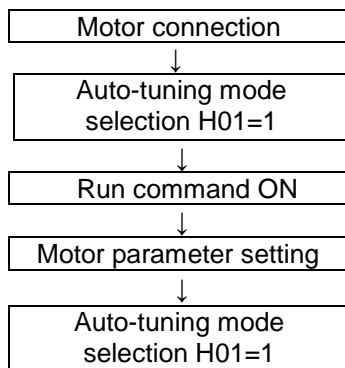 Motor connection
↓
Auto-tuning mode
selection H01=1
↓
Run command ON
↓
Motor parameter setting
↓
Auto-tuning mode
selection H01=1